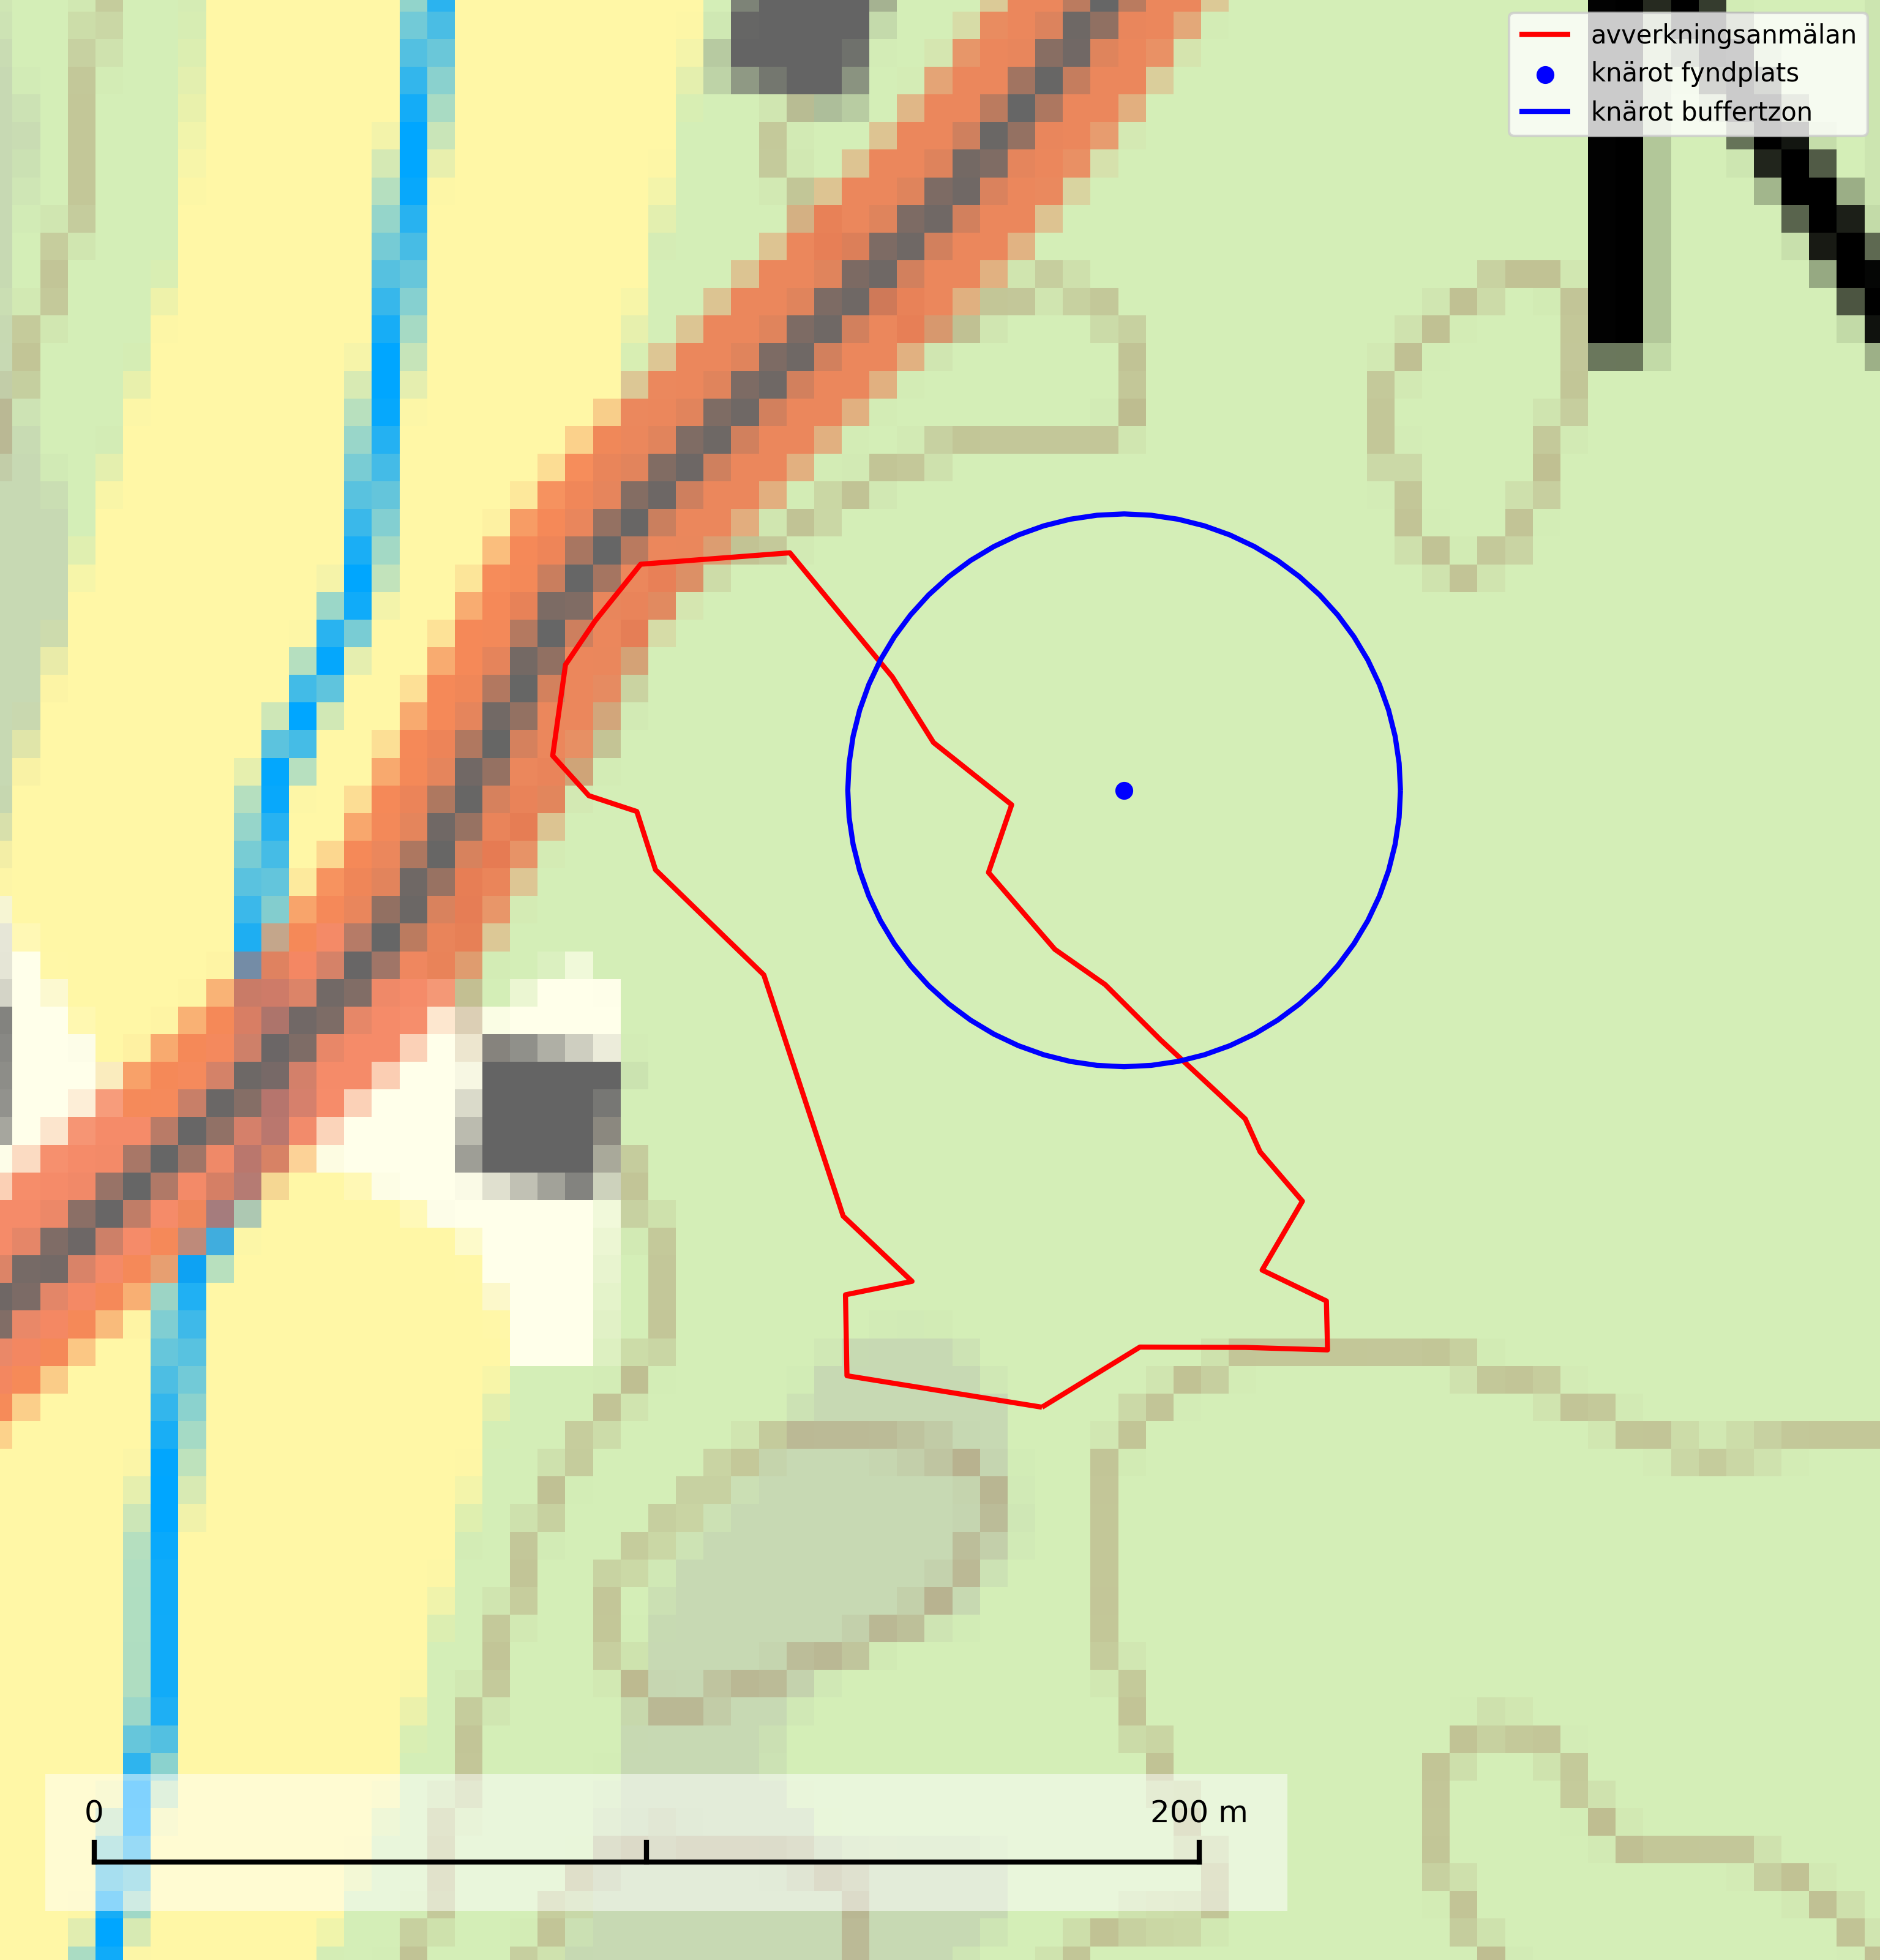 avverkningsanmälan
knärot fyndplats
knärot buffertzon
0 200 m